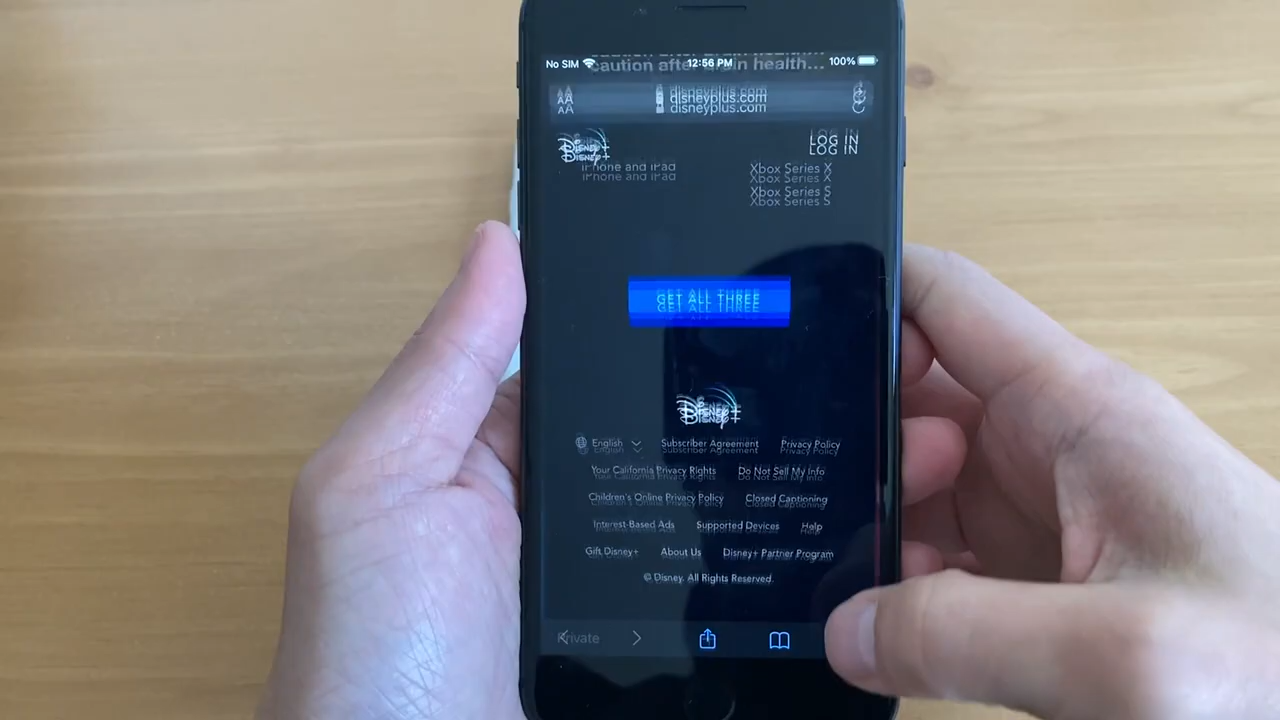 caution after brain health...
No SIM 12:56 PM 100%
AA disneyplus.com
Disney+ LOG IN
iPhone and iPad Xbox Series X
Xbox Series S
GET ALL THREE
Disney+
English Subscriber Agreement Privacy Policy
Your California Privacy Rights Do Not Sell My Info
Children's Online Privacy Policy Closed Captioning
Interest-Based Ads Supported Devices Help
Gift Disney+ About Us Disney+ Partner Program
© Disney. All Rights Reserved.
Private